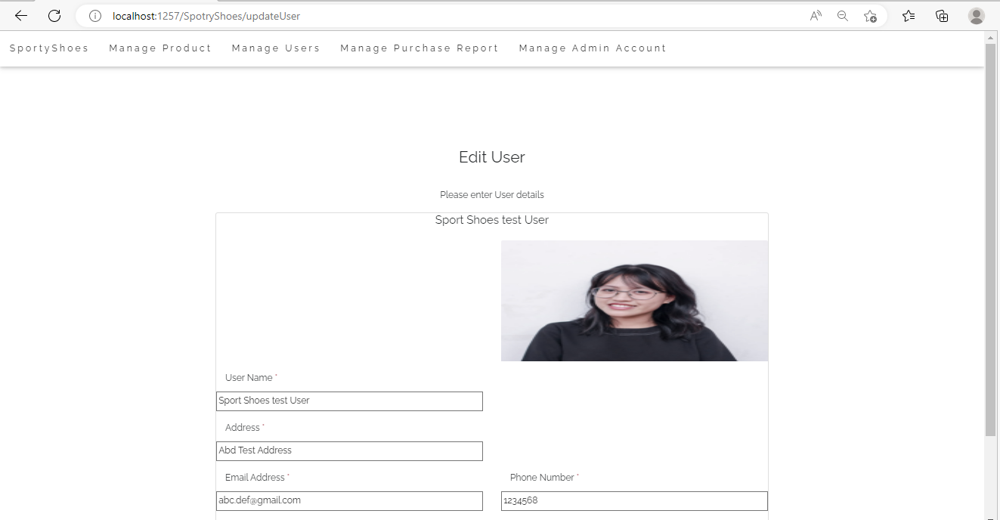 localhost:1257/SpotryShoes/updateUser
SportyShoes Manage Product Manage Users Manage Purchase Report Manage Admin Account
Edit User
Please enter User details
Sport Shoes test User
User Name *
Sport Shoes test User
Address *
Abd Test Address
Email Address * Phone Number *
abc.def@gmail.com 1234568